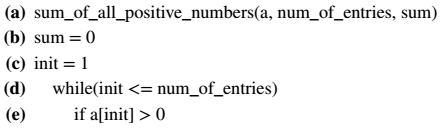 (a) sum_of_all_positive_numbers(a, num_of_entries, sum)
(b) sum = 0
(c) init = 1
(d) while(init <= num_of_entries)
(e) if a[init] > 0